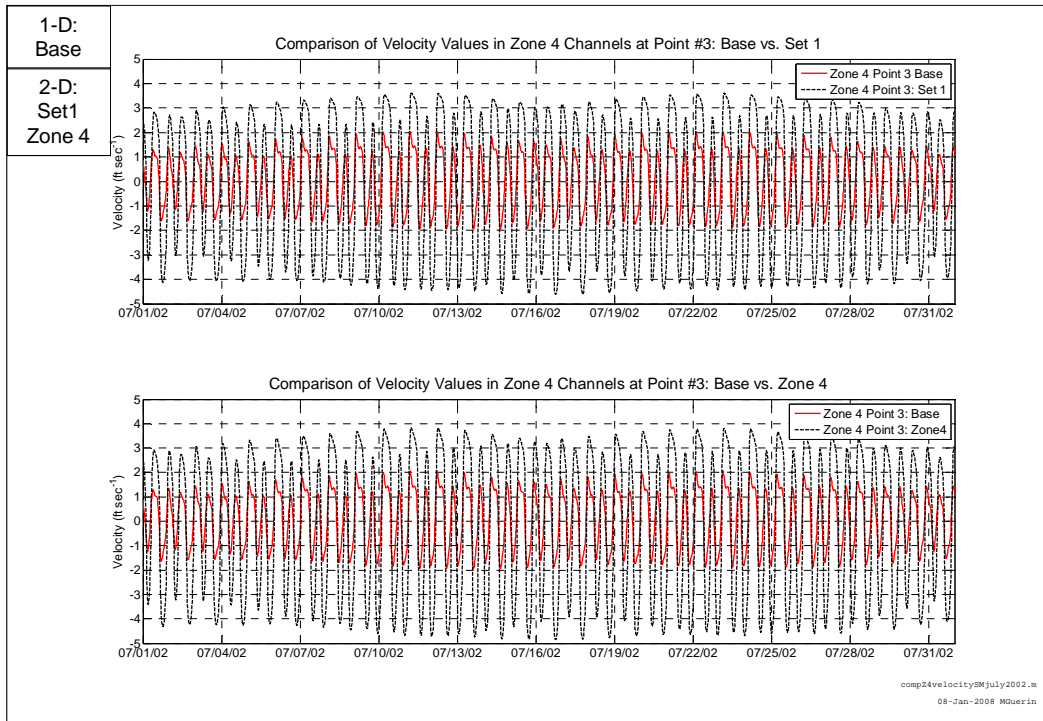 1-D:
Base
2-D:
Set1
Zone 4
Comparison of Velocity Values in Zone 4 Channels at Point #3: Base vs. Set 1
Velocity (ft sec⁻¹)
5
4
3
2
1
0
-1
-2
-3
-4
-5
Zone 4 Point 3 Base
Zone 4 Point 3: Set 1
07/01/02 07/04/02 07/07/02 07/10/02 07/13/02 07/16/02 07/19/02 07/22/02 07/25/02 07/28/02 07/31/02
Comparison of Velocity Values in Zone 4 Channels at Point #3: Base vs. Zone 4
Velocity (ft sec⁻¹)
5
4
3
2
1
0
-1
-2
-3
-4
-5
Zone 4 Point 3: Base
Zone 4 Point 3: Zone4
07/01/02 07/04/02 07/07/02 07/10/02 07/13/02 07/16/02 07/19/02 07/22/02 07/25/02 07/28/02 07/31/02
compZ4velocitySMjuly2002.m
08-Jan-2008 MGuerin